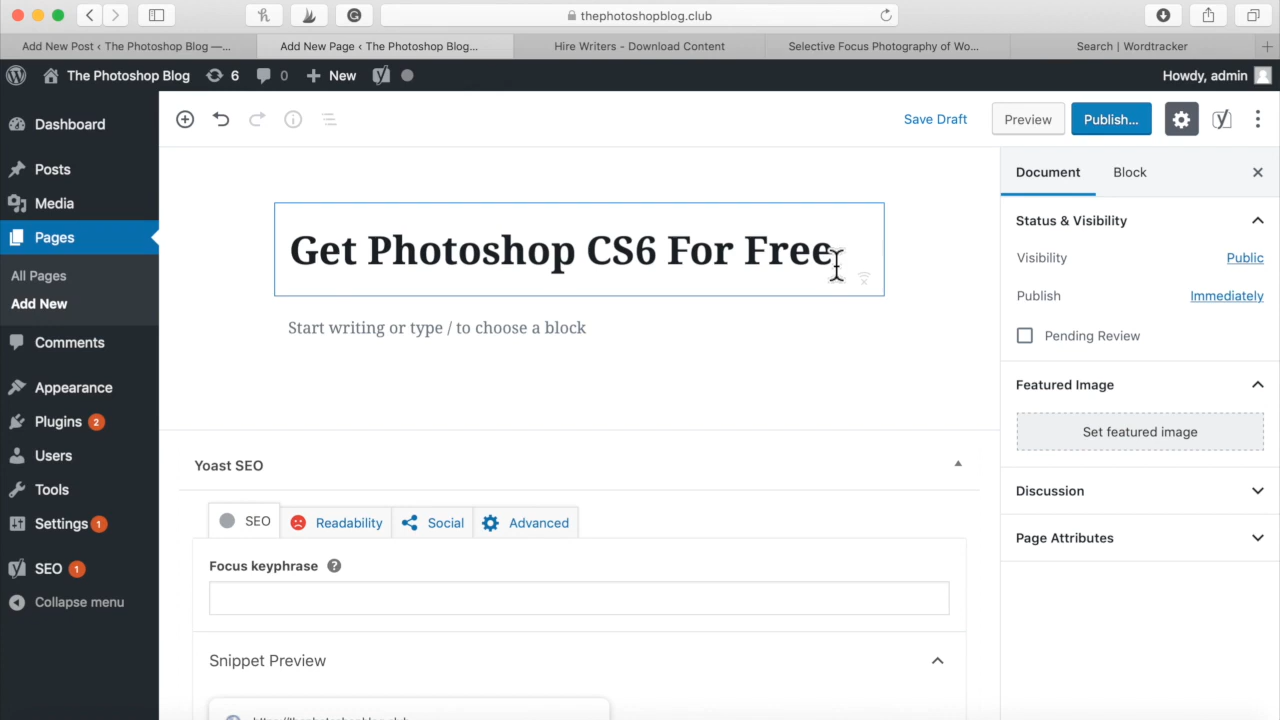 thephotoshopblog.club
Add New Post ‹ The Photoshop Blog —...
Add New Page ‹ The Photoshop Blog...
Hire Writers - Download Content
Selective Focus Photography of Wo...
Search | Wordtracker
The Photoshop Blog
6
0
New
Howdy, admin
Dashboard
Posts
Media
Pages
All Pages
Add New
Comments
Appearance
Plugins 2
Users
Tools
Settings 1
SEO 1
Collapse menu
Save Draft
Preview
Publish...
Get Photoshop CS6 For Free
Start writing or type / to choose a block
Yoast SEO
SEO
Readability
Social
Advanced
Focus keyphrase ?
Snippet Preview
https://thephotoshopblog.club
Document
Block
Status & Visibility
Visibility
Public
Publish
Immediately
Pending Review
Featured Image
Set featured image
Discussion
Page Attributes